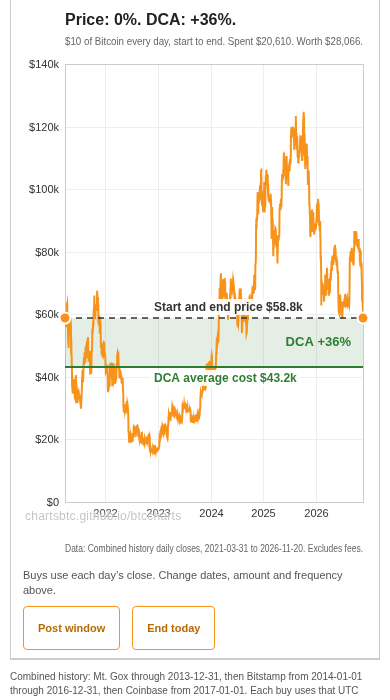 Price: 0%. DCA: +36%.
$10 of Bitcoin every day, start to end. Spent $20,610. Worth $28,066.
$140k
$120k
$100k
$80k
$60k
Start and end price $58.8k
DCA +36%
$40k
DCA average cost $43.2k
$20k
$0
2022 2023 2024 2025 2026
chartsbtc.github.io/btccharts
Data: Combined history daily closes, 2021-03-31 to 2026-11-20. Excludes fees.
Buys use each day’s close. Change dates, amount and frequency
above.
Post window End today
Combined history: Mt. Gox through 2013-12-31, then Bitstamp from 2014-01-01
through 2016-12-31, then Coinbase from 2017-01-01. Each buy uses that UTC